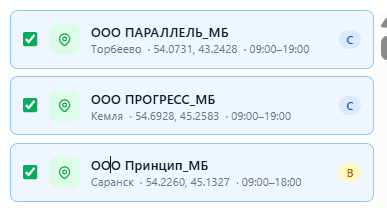 ООО ПАРАЛЛЕЛЬ_МБ
Торбеево · 54.0731, 43.2428 · 09:00–19:00
C
ООО ПРОГРЕСС_МБ
Кемля · 54.6928, 45.2583 · 09:00–19:00
C
ООО Принцип_МБ
Саранск · 54.2260, 45.1327 · 09:00–18:00
B